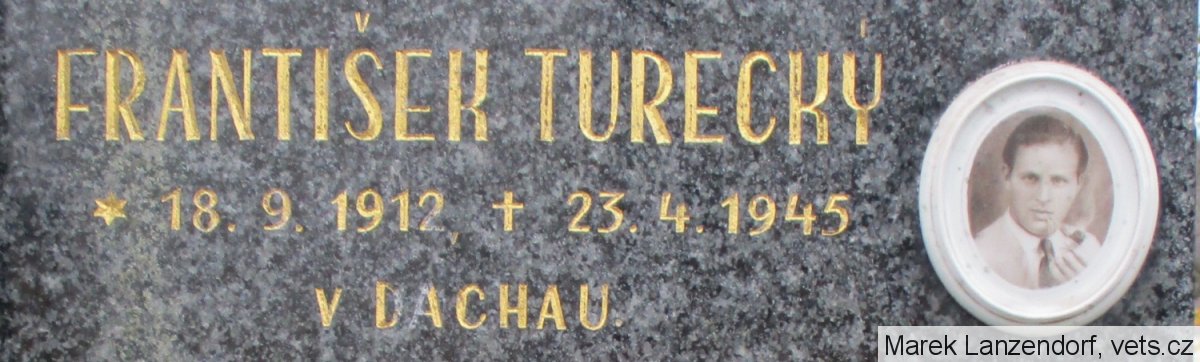 FRANTIŠEK TURECKÝ
* 18. 9. 1912, + 23. 4. 1945
V DACHAU.
Marek Lanzendorf, vets.cz